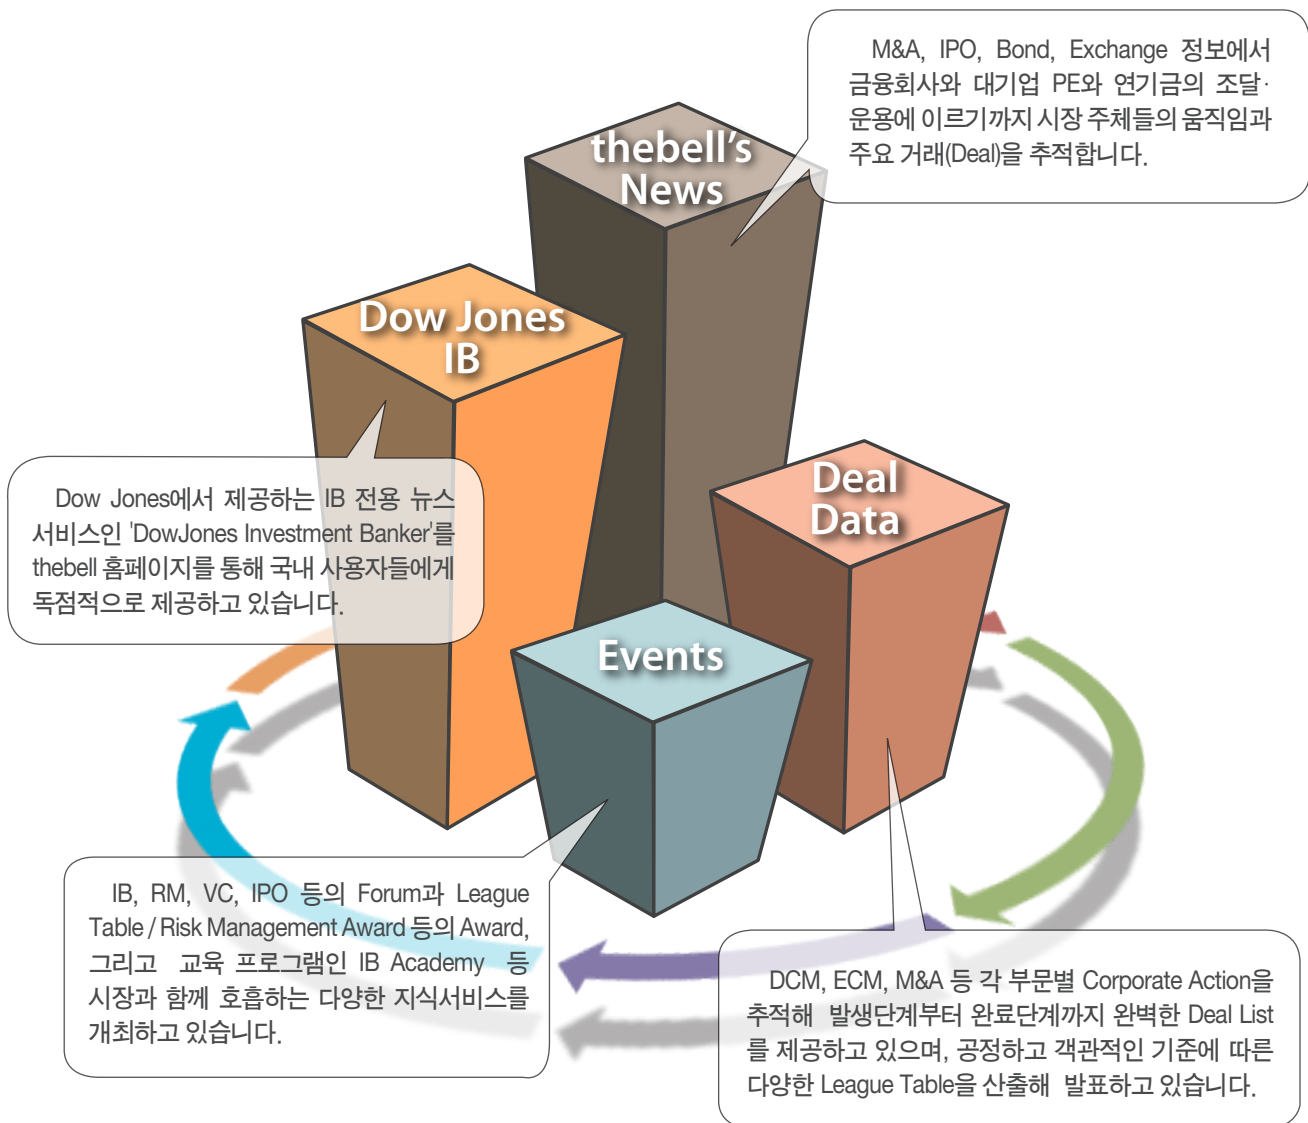 M&A, IPO, Bond, Exchange 정보에서
금융회사와 대기업 PE와 연기금의 조달·
운용에 이르기까지 시장 주체들의 움직임과
주요 거래(Deal)을 추적합니다.
thebell's
News
Dow Jones
IB
Dow Jones에서 제공하는 IB 전용 뉴스
서비스인 'DowJones Investment Banker'를
thebell 홈페이지를 통해 국내 사용자들에게
독점적으로 제공하고 있습니다.
Deal
Data
Events
IB, RM, VC, IPO 등의 Forum과 League
Table / Risk Management Award 등의 Award,
그리고 교육 프로그램인 IB Academy 등
시장과 함께 호흡하는 다양한 지식서비스를
개최하고 있습니다.
DCM, ECM, M&A 등 각 부문별 Corporate Action을
추적해 발생단계부터 완료단계까지 완벽한 Deal List
를 제공하고 있으며, 공정하고 객관적인 기준에 따른
다양한 League Table을 산출해 발표하고 있습니다.